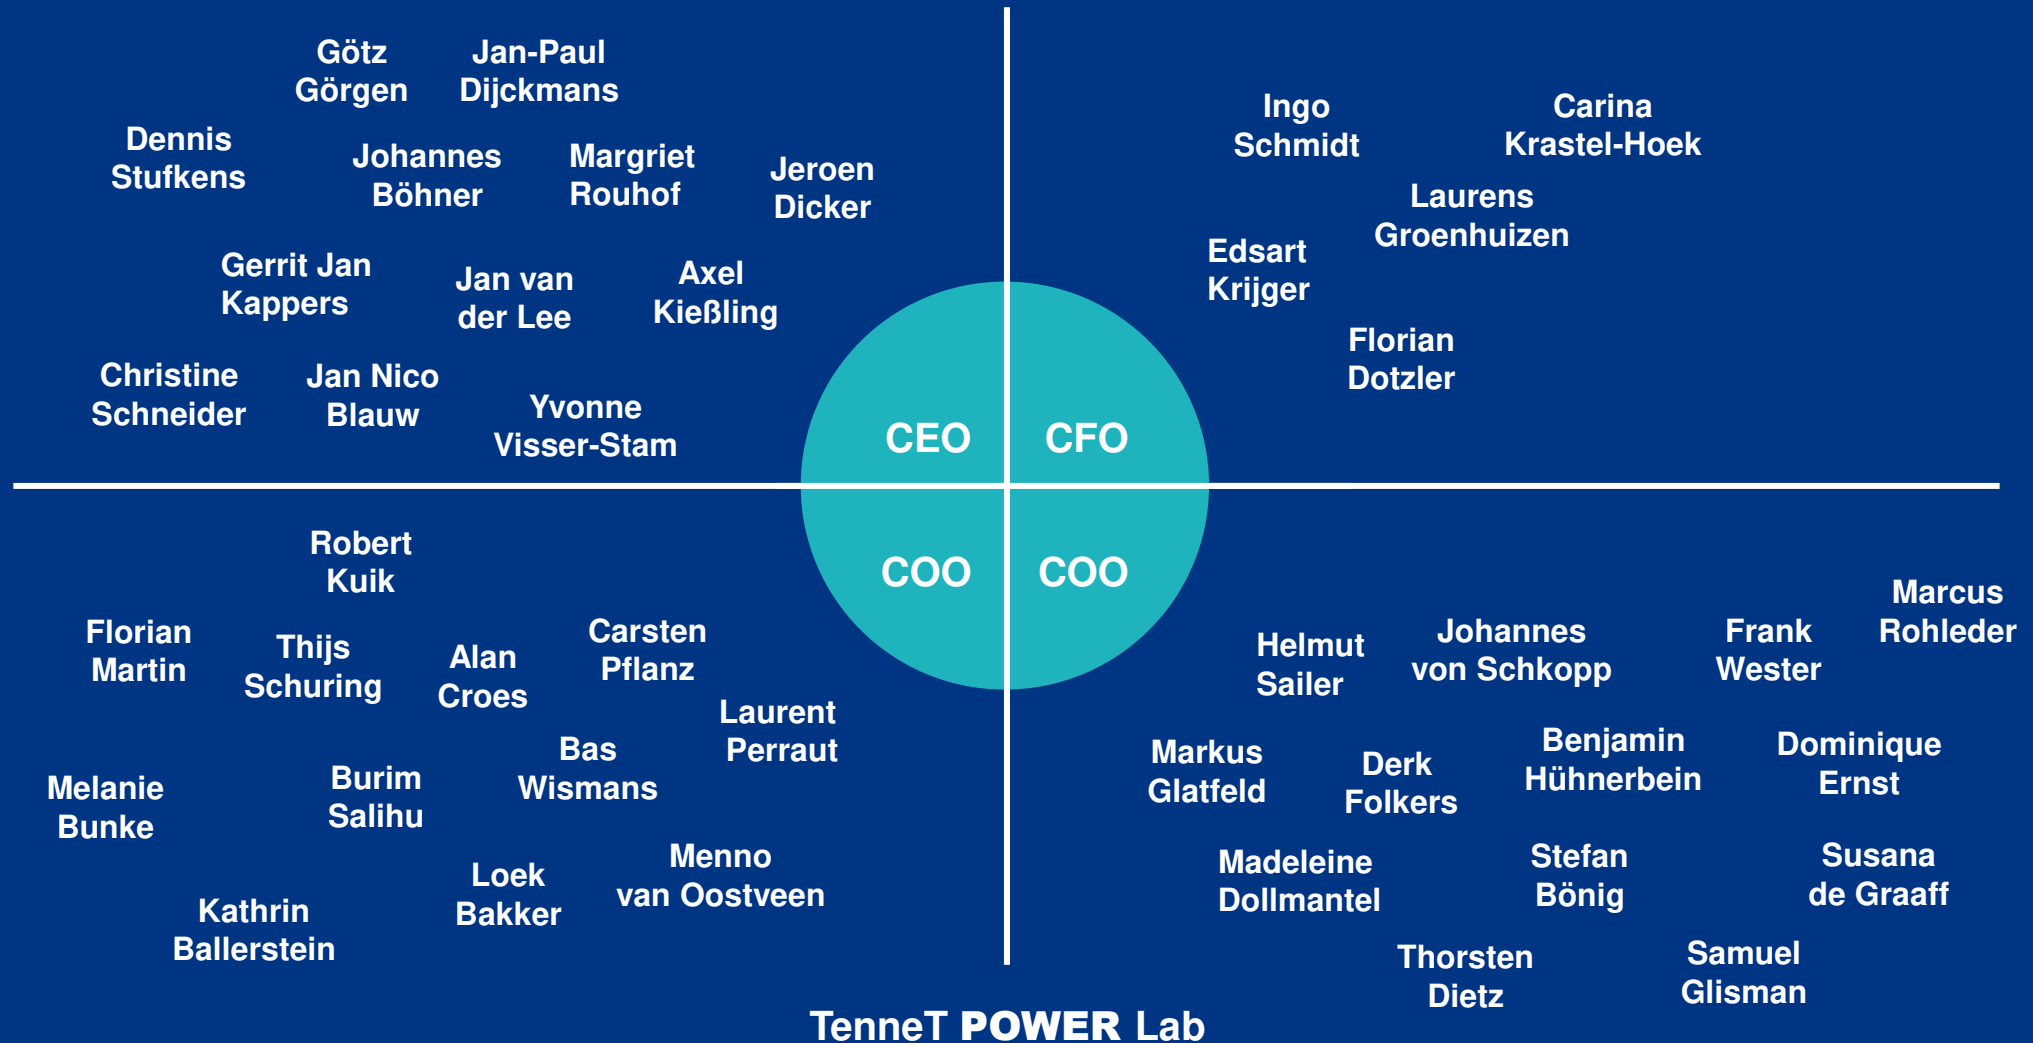 Götz
Görgen
Jan-Paul
Dijckmans
Dennis
Stufkens
Johannes
Böhner
Margriet
Rouhof
Jeroen
Dicker
Gerrit Jan
Kappers
Jan van
der Lee
Axel
Kießling
Christine
Schneider
Jan Nico
Blauw
Yvonne
Visser-Stam
CEO
Ingo
Schmidt
Carina
Krastel-Hoek
Laurens
Groenhuizen
Edsart
Krijger
Florian
Dotzler
CFO
COO
Robert
Kuik
Florian
Martin
Thijs
Schuring
Alan
Croes
Carsten
Pflanz
Laurent
Perraut
Bas
Wismans
Melanie
Bunke
Burim
Salihu
Menno
van Oostveen
Loek
Bakker
Kathrin
Ballerstein
COO
Marcus
Rohleder
Helmut
Sailer
Johannes
von Schkopp
Frank
Wester
Markus
Glatfeld
Derk
Folkers
Benjamin
Hühnerbein
Dominique
Ernst
Madeleine
Dollmantel
Stefan
Bönig
Susana
de Graaff
Thorsten
Dietz
Samuel
Glisman
TenneT POWER Lab